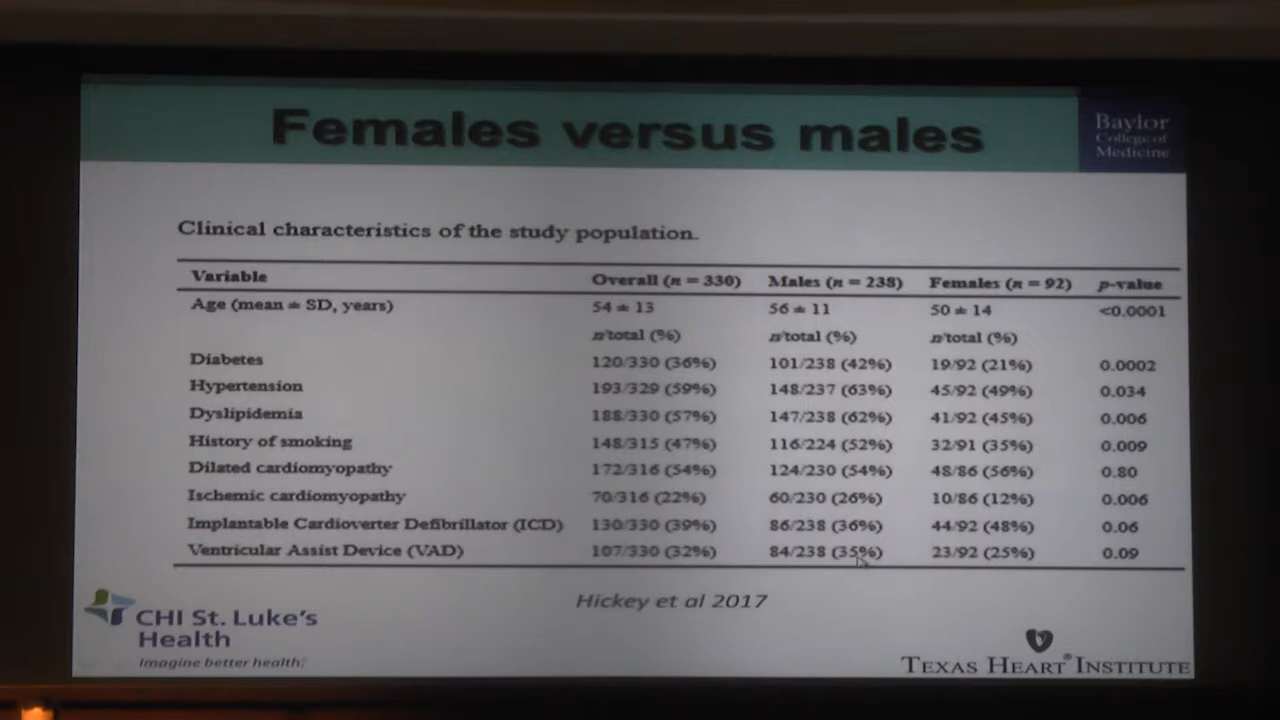 Females versus males
Baylor
College of
Medicine
Clinical characteristics of the study population.
Variable Overall (n = 330) Males (n = 238) Females (n = 92) p-value
Age (mean ± SD, years) 54 ± 13 56 ± 11 50 ± 14 <0.0001
n/total (%) n/total (%) n/total (%)
Diabetes 120/330 (36%) 101/238 (42%) 19/92 (21%) 0.0002
Hypertension 193/329 (59%) 148/237 (63%) 45/92 (49%) 0.034
Dyslipidemia 188/330 (57%) 147/238 (62%) 41/92 (45%) 0.006
History of smoking 148/315 (47%) 116/224 (52%) 32/91 (35%) 0.009
Dilated cardiomyopathy 172/316 (54%) 124/230 (54%) 48/86 (56%) 0.80
Ischemic cardiomyopathy 70/316 (22%) 60/230 (26%) 10/86 (12%) 0.006
Implantable Cardioverter Defibrillator (ICD) 130/330 (39%) 86/238 (36%) 44/92 (48%) 0.06
Ventricular Assist Device (VAD) 107/330 (32%) 84/238 (35%) 23/92 (25%) 0.09
Hickey et al 2017
CHI St. Luke's
Health
Imagine better health.
TEXAS HEART® INSTITUTE